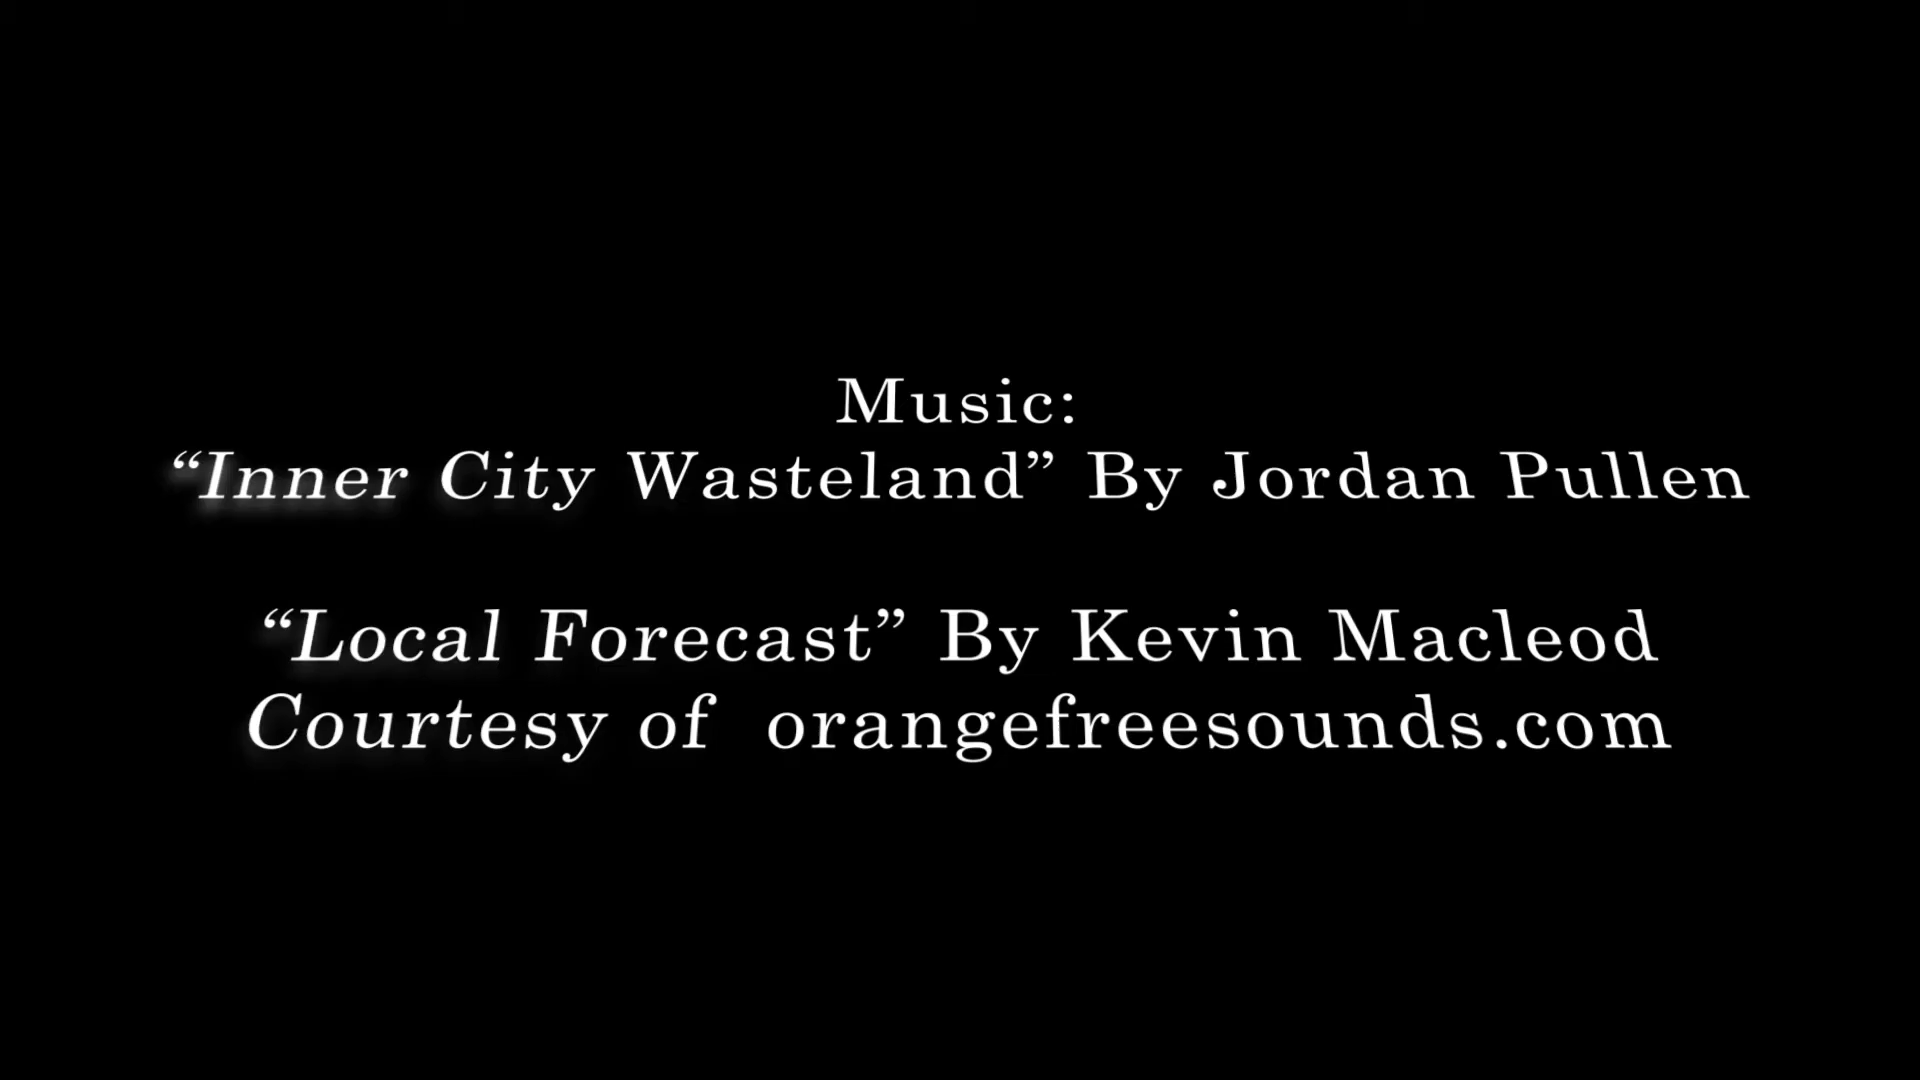 Music:
“Inner City Wasteland” By Jordan Pullen
“Local Forecast” By Kevin Macleod
Courtesy of  orangefreesounds.com